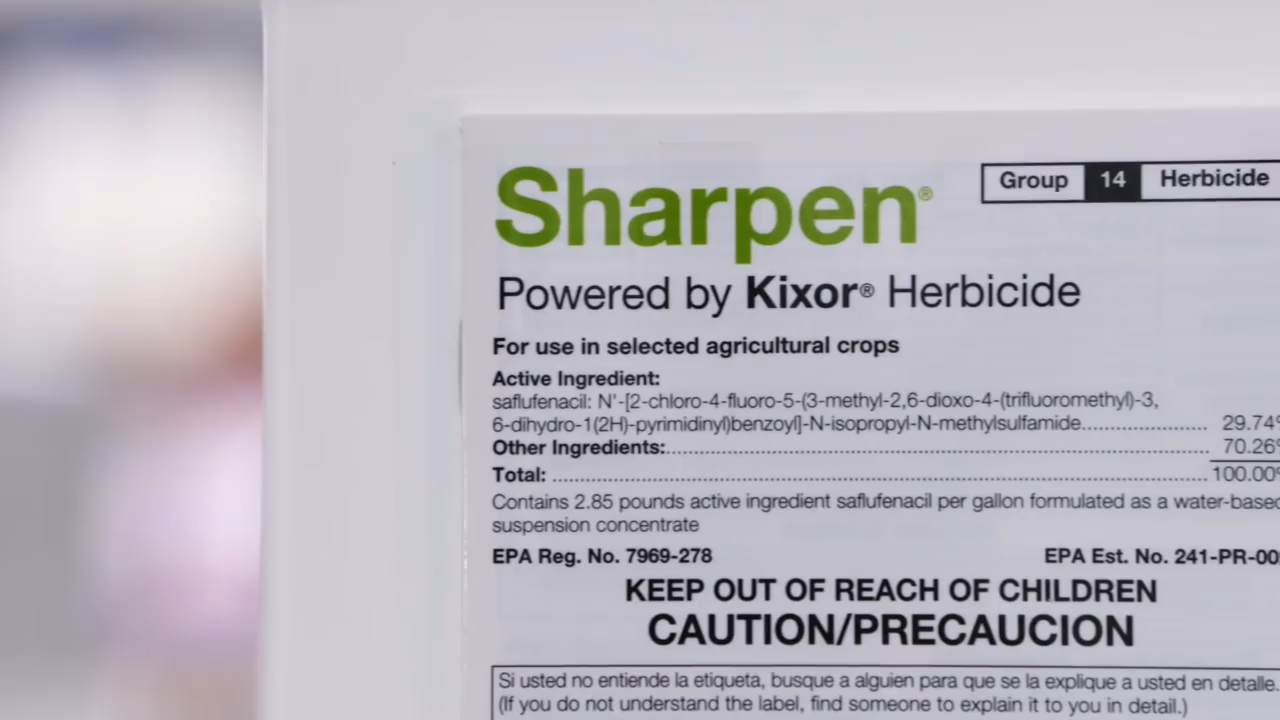 Sharpen®
Group 14 Herbicide
Powered by Kixor® Herbicide
For use in selected agricultural crops
Active Ingredient:
saflufenacil: N'-[2-chloro-4-fluoro-5-(3-methyl-2,6-dioxo-4-(trifluoromethyl)-3,
6-dihydro-1(2H)-pyrimidinyl)benzoyl]-N-isopropyl-N-methylsulfamide.................... 29.74%
Other Ingredients:.................................................................................................... 70.26%
Total: ........................................................................................................................ 100.00%
Contains 2.85 pounds active ingredient saflufenacil per gallon formulated as a water-based
suspension concentrate
EPA Reg. No. 7969-278 EPA Est. No. 241-PR-00
KEEP OUT OF REACH OF CHILDREN
CAUTION/PRECAUCION
Si usted no entiende la etiqueta, busque a alguien para que se la explique a usted en detalle.
(If you do not understand the label, find someone to explain it to you in detail.)